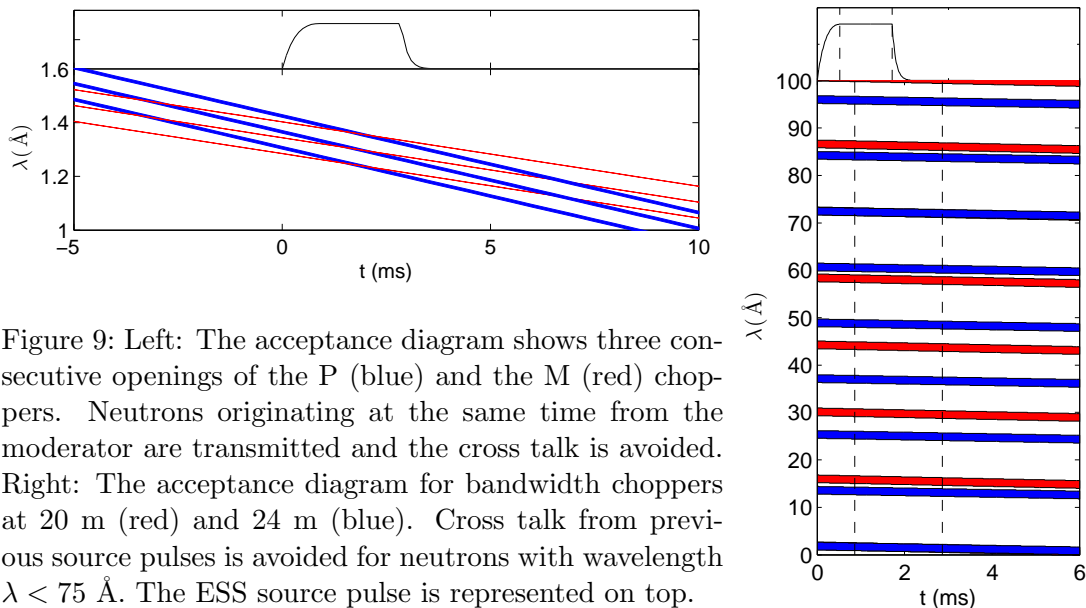 1.6
1.4
1.2
1
λ(Å)
−5
0
5
10
t (ms)
Figure 9: Left: The acceptance diagram shows three con-
secutive openings of the P (blue) and the M (red) chop-
pers. Neutrons originating at the same time from the
moderator are transmitted and the cross talk is avoided.
Right: The acceptance diagram for bandwidth choppers
at 20 m (red) and 24 m (blue). Cross talk from previ-
ous source pulses is avoided for neutrons with wavelength
λ < 75 Å. The ESS source pulse is represented on top.
100
90
80
70
60
50
40
30
20
10
0
λ(Å)
0
2
4
6
t (ms)